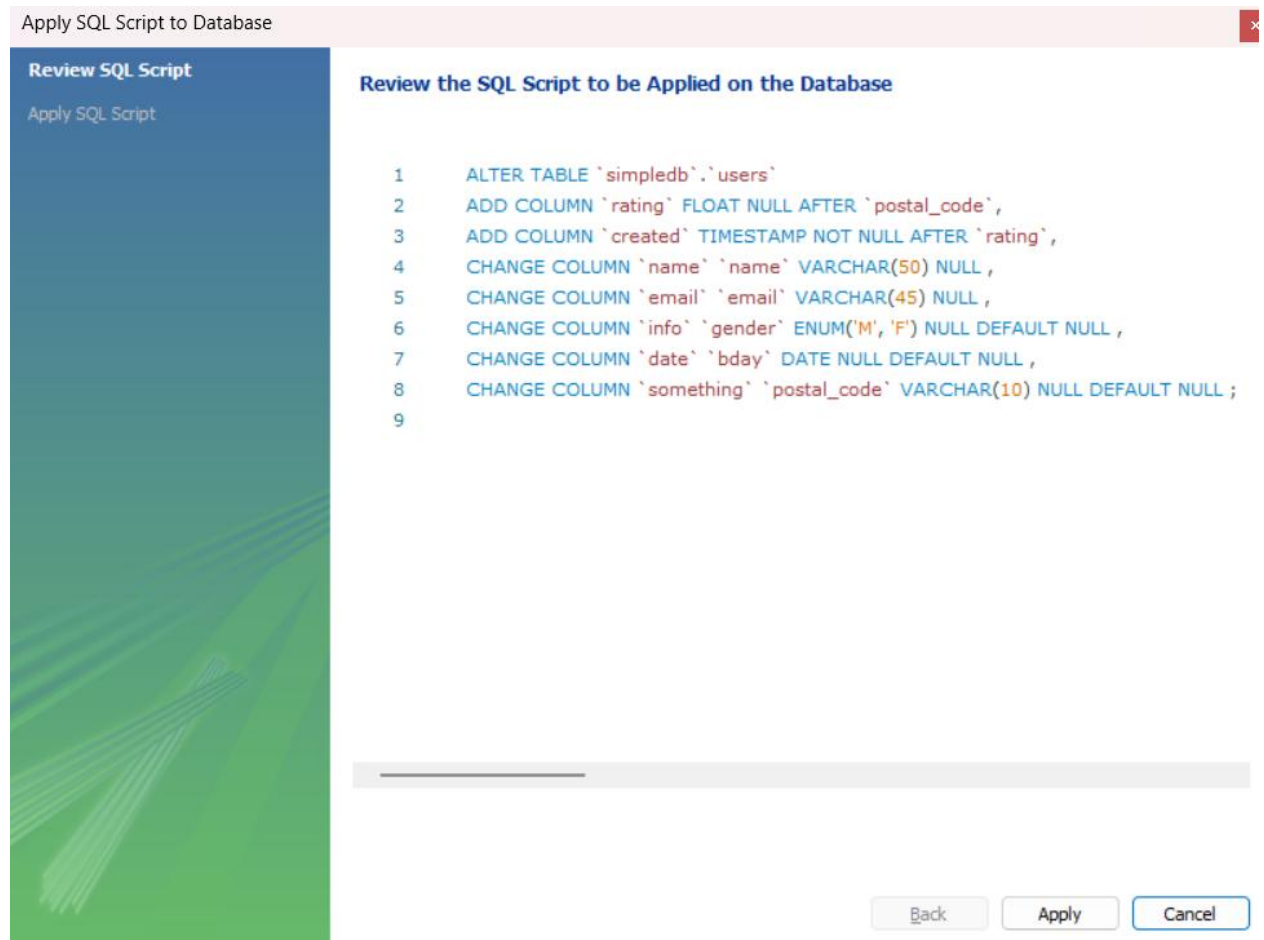 Apply SQL Script to Database
Review SQL Script
Apply SQL Script
Review the SQL Script to be Applied on the Database
1 ALTER TABLE `simpledb`.`users`
2 ADD COLUMN `rating` FLOAT NULL AFTER `postal_code`,
3 ADD COLUMN `created` TIMESTAMP NOT NULL AFTER `rating`,
4 CHANGE COLUMN `name` `name` VARCHAR(50) NULL ,
5 CHANGE COLUMN `email` `email` VARCHAR(45) NULL ,
6 CHANGE COLUMN `info` `gender` ENUM('M', 'F') NULL DEFAULT NULL ,
7 CHANGE COLUMN `date` `bday` DATE NULL DEFAULT NULL ,
8 CHANGE COLUMN `something` `postal_code` VARCHAR(10) NULL DEFAULT NULL ;
9
Back Apply Cancel